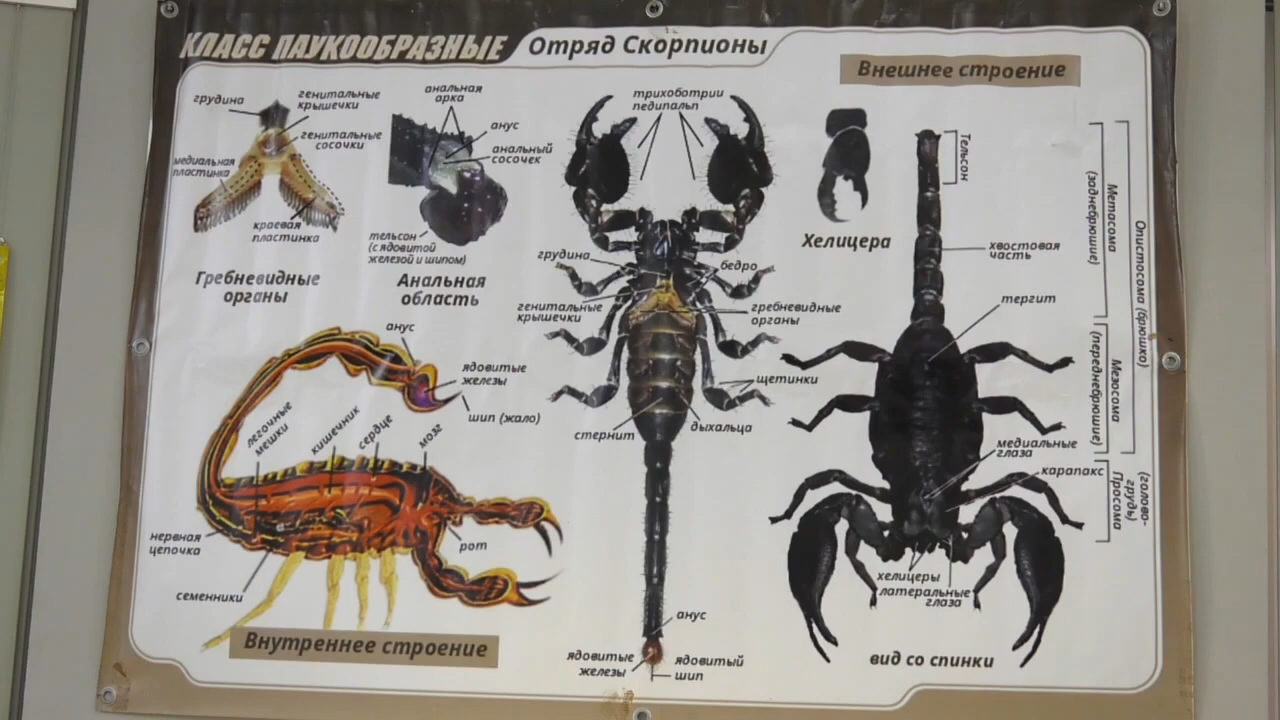 КЛАСС ПАУКООБРАЗНЫЕ
Отряд Скорпионы
Внешнее строение
грудина
генитальные
крышечки
генитальные
сосочки
медиальная
пластинка
краевая
пластинка
Гребневидные
органы
анальная
арка
анус
анальный
сосочек
тельсон
(с ядовитой
железой и шипом)
Анальная
область
трихоботрии
педипальп
грудина
бедро
генитальные
крышечки
гребневидные
органы
щетинки
стернит
дыхальца
анус
ядовитые
железы
ядовитый
шип
Хелицера
Тельсон
хвостовая
часть
тергит
Метасома
(заднебрюшие)
Мезосома
(переднебрюшие)
Опистосома (брюшко)
медиальные
глаза
карапакс
(голово-
грудь)
Просома
хелицеры
латеральные
глаза
вид со спинки
анус
ядовитые
железы
шип (жало)
легочные
мешки
кишечник
сердце
мозг
нервная
цепочка
рот
семенники
Внутреннее строение